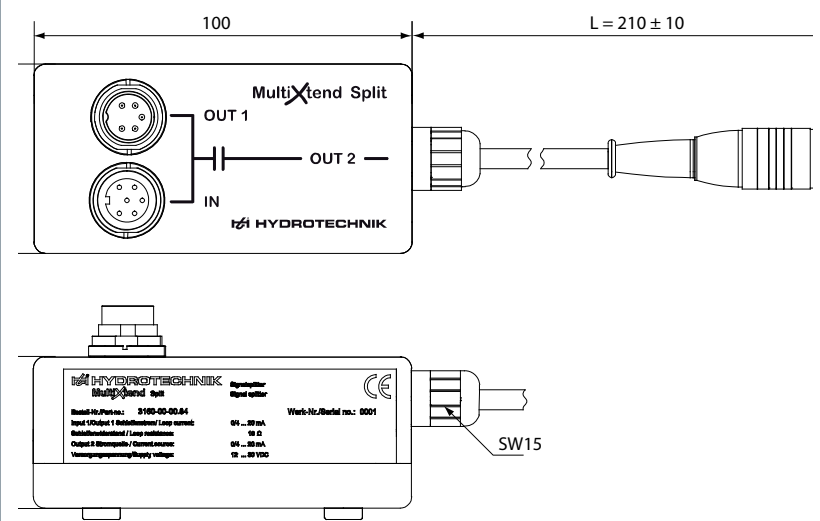 100
L = 210 ± 10
MultiXtend Split
OUT 1
OUT 2
IN
HYDROTECHNIK
HYDROTECHNIK
MultiXtend Split
Signalsplitter
Signal splitter
CE
Bestell-Nr./Part-no.: 3160-00-00.64
Werk-Nr./Serial no.: 0001
Input 1/Output 1 Schleifenstrom/ Loop current: 0/4 ... 20 mA
Schleifenwiderstand / Loop resistance: 10 Ω
Output 2 Stromquelle / Current source: 0/4 ... 20 mA
Versorgungsspannung/Supply voltage: 12 ... 30 VDC
SW15